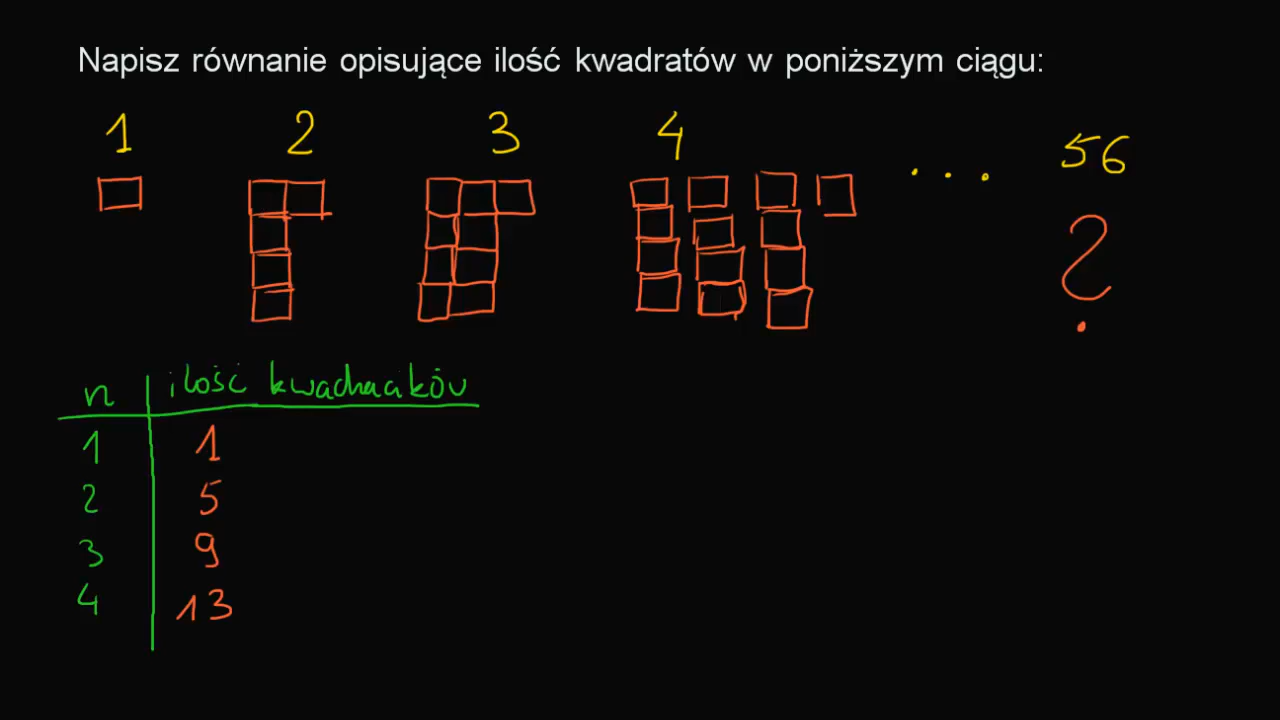 Napisz równanie opisujące ilość kwadratów w poniższym ciągu:
1 2 3 4 ... 56
?
n ilość kwadracików
1 1
2 5
3 9
4 13